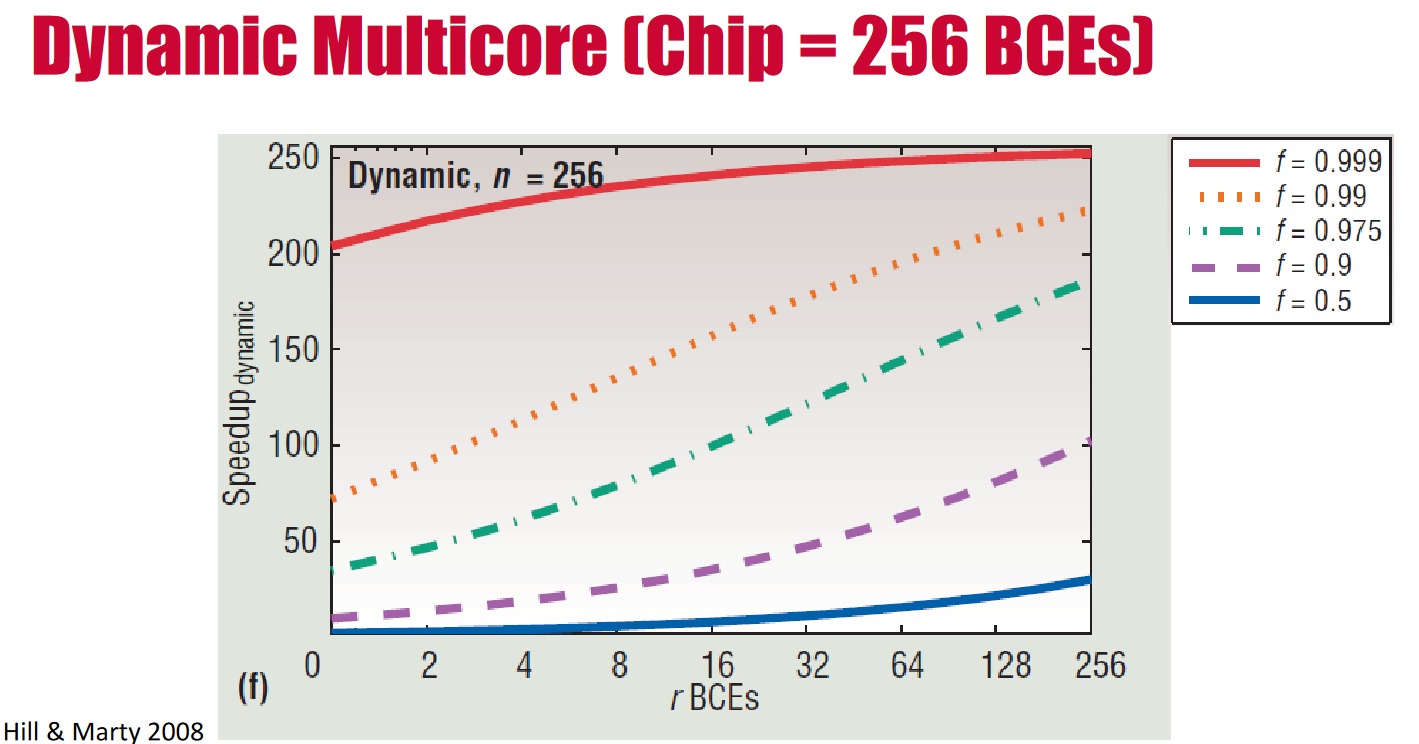 Dynamic Multicore (Chip = 256 BCEs)
Dynamic, n = 256
250
200
150
100
50
Speedup dynamic
0 2 4 8 16 32 64 128 256
r BCEs
(f)
f = 0.999
f = 0.99
f = 0.975
f = 0.9
f = 0.5
Hill & Marty 2008